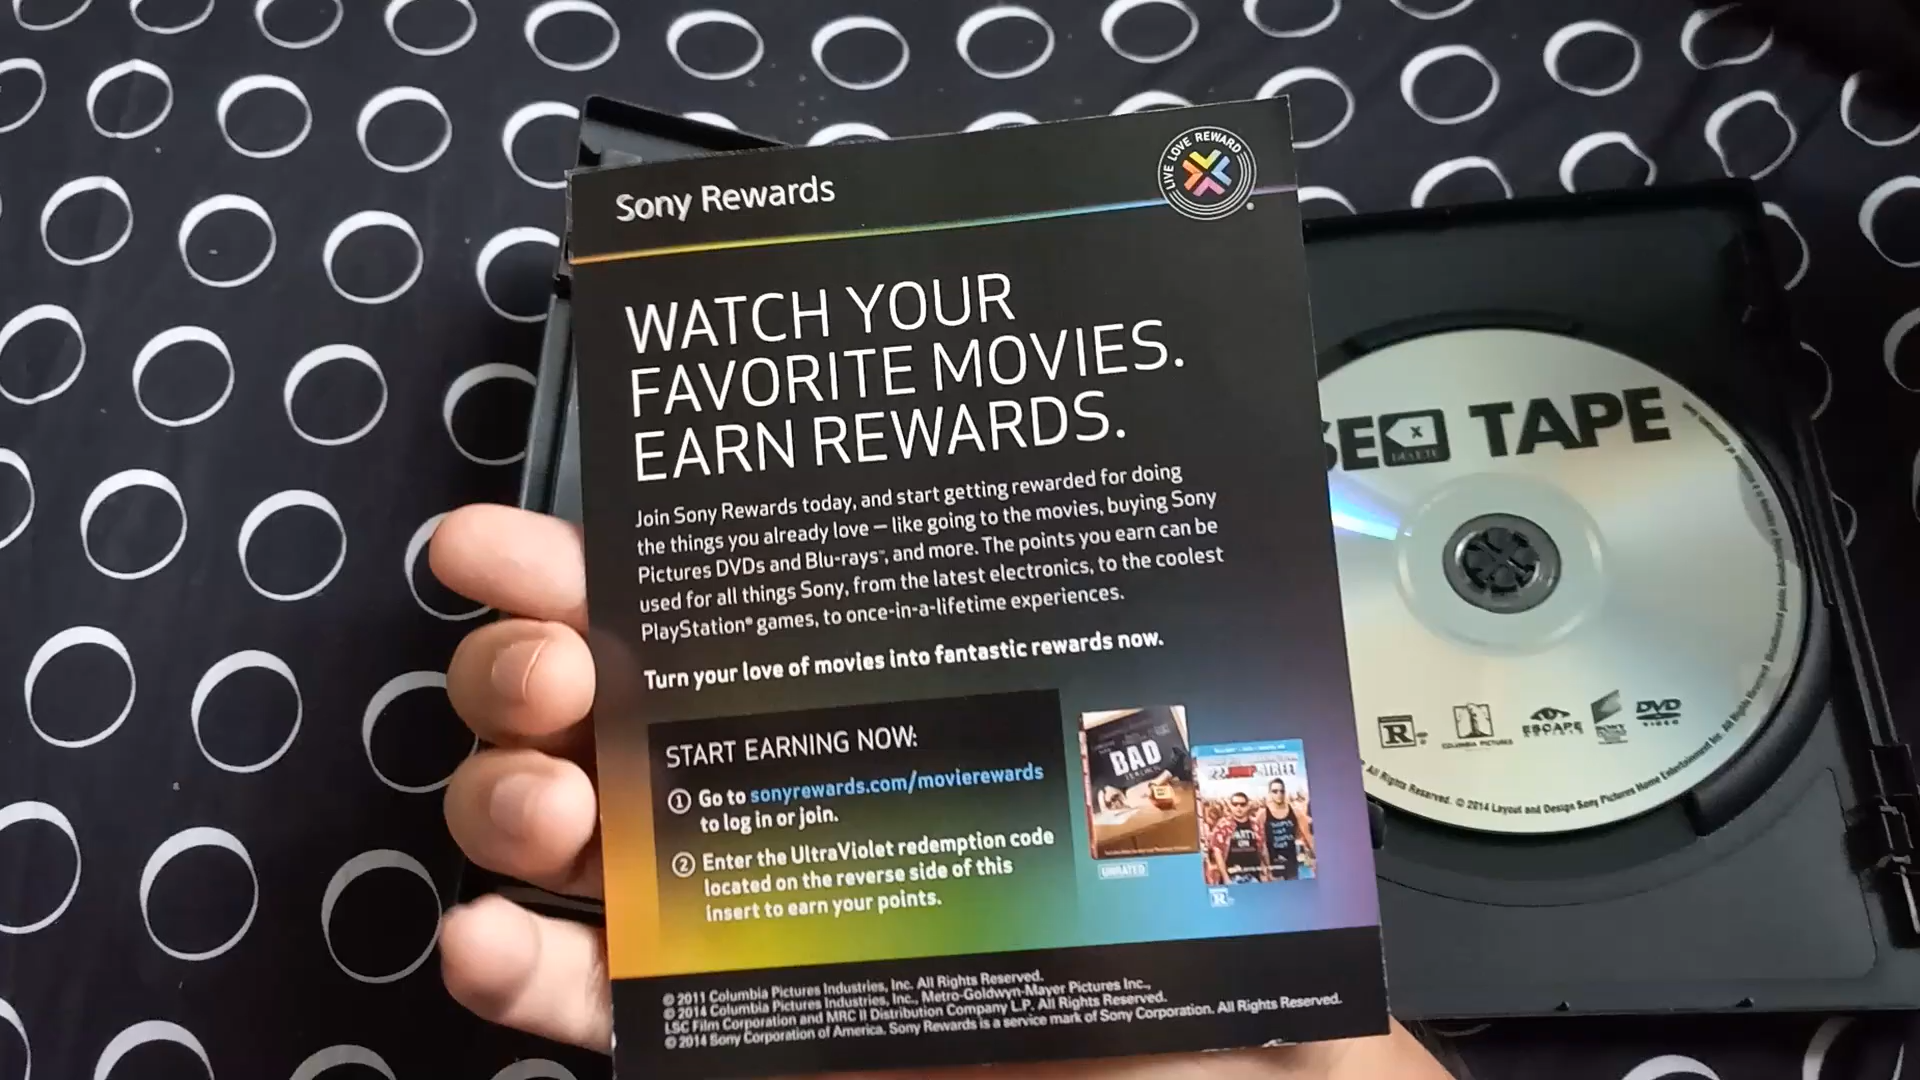 Sony Rewards
LIVE LOVE REWARD
WATCH YOUR
FAVORITE MOVIES.
EARN REWARDS.
Join Sony Rewards today, and start getting rewarded for doing
the things you already love – like going to the movies, buying Sony
Pictures DVDs and Blu-rays™, and more. The points you earn can be
used for all things Sony, from the latest electronics, to the coolest
PlayStation® games, to once-in-a-lifetime experiences.
Turn your love of movies into fantastic rewards now.
START EARNING NOW:
① Go to sonyrewards.com/movierewards
to log in or join.
② Enter the UltraViolet redemption code
located on the reverse side of this
insert to earn your points.
BAD
UNRATED
22 JUMP STREET
R
© 2011 Columbia Pictures Industries, Inc. All Rights Reserved.
© 2014 Columbia Pictures Industries, Inc., Metro-Goldwyn-Mayer Pictures Inc.,
LSC Film Corporation and MRC II Distribution Company L.P. All Rights Reserved.
© 2014 Sony Corporation of America. Sony Rewards is a service mark of Sony Corporation. All Rights Reserved.
SE TAPE
DELETE
R
COLUMBIA PICTURES
ESCAPE
SONY
DVD
VIDEO
All Rights Reserved. © 2014 Layout and Design Sony Pictures Home Entertainment Inc. All Rights Reserved.